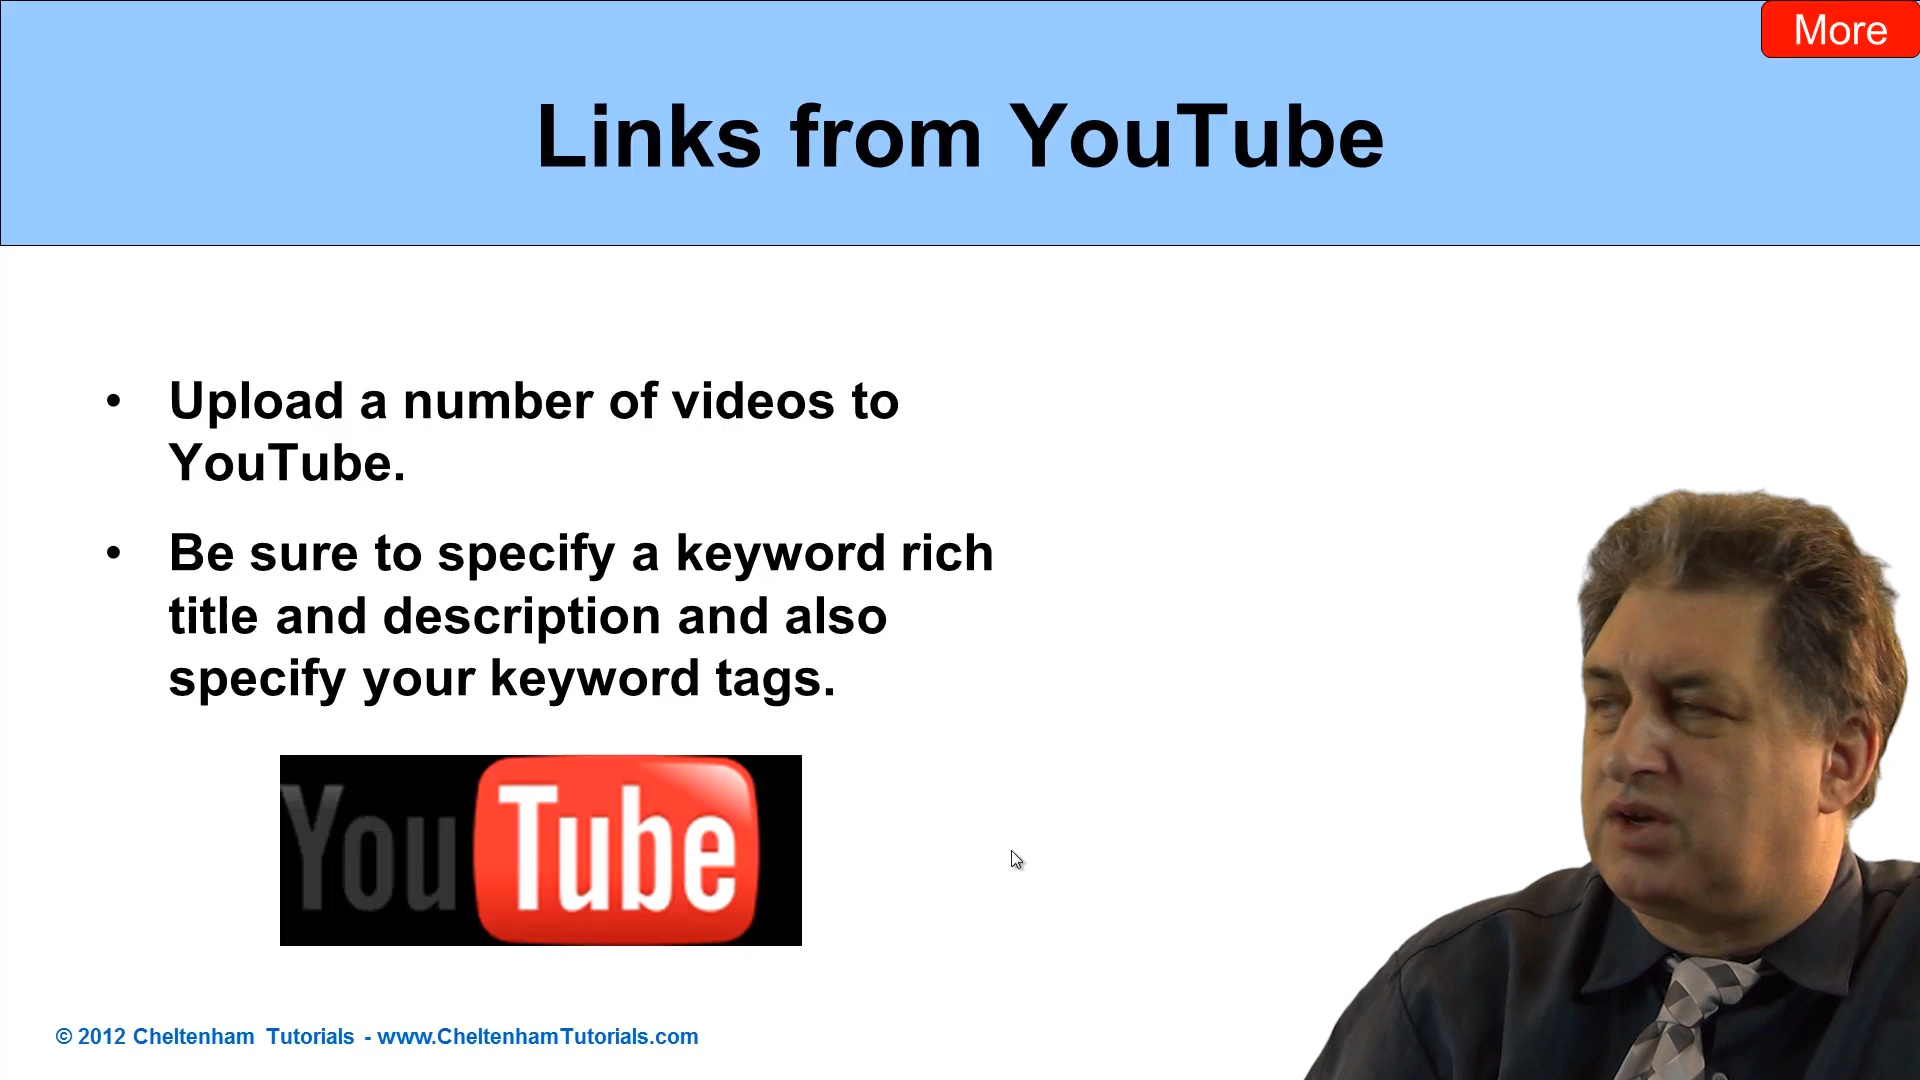 More
Links from YouTube
• Upload a number of videos to
YouTube.
• Be sure to specify a keyword rich
title and description and also
specify your keyword tags.
YouTube
© 2012 Cheltenham Tutorials - www.CheltenhamTutorials.com